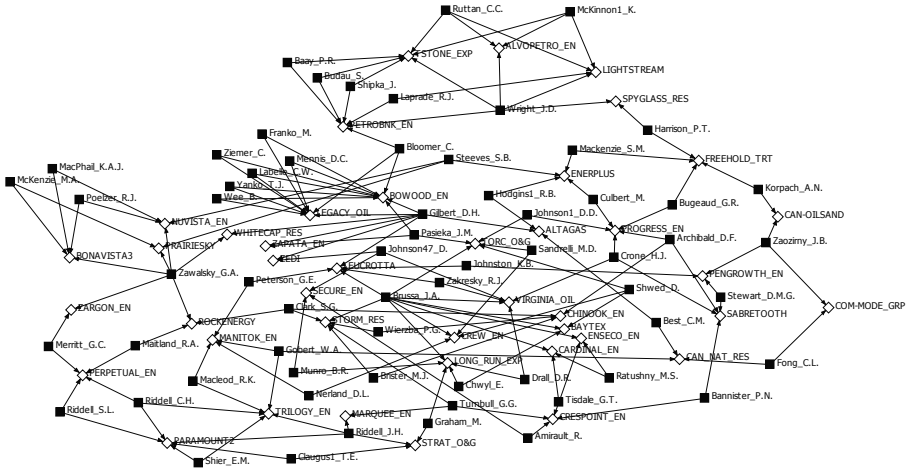 Ruttan_C.C.
McKinnon1_K.
ALVOPETRO_EN
STONE_EXP
Baay_P.R.
LIGHTSTREAM
Budau_S.
Shipka_J.
Laprade_R.J.
SPYGLASS_RES
Wright_J.D.
PETROBNK_EN
Harrison_P.T.
Franko_M.
Bloomer_C.
Mackenzie_S.M.
Ziemer_C.
Mennis_D.C.
Steeves_S.B.
FREEHOLD_TRT
MacPhail_K.A.J.
Labelle_C.W.
ENERPLUS
McKenzie_M.A.
Yanko_T.J.
Korpach_A.N.
Poelzer_R.J.
Wee_B.
BOWOOD_EN
Hodgins1_R.B.
Culbert_M.
Bugeaud_G.R.
LEGACY_OIL
Gilbert_D.H.
Johnson1_D.D.
CAN-OILSAND
NUVISTA_EN
WHITECAP_RES
Pasieka_J.M.
ALTAGAS
PROGRESS_EN
PRAIRIESKY
ZAPATA_EN
TORC_O&G
Archibald_D.F.
Zaozirny_J.B.
BONAVISTA3
CEDI
Johnson47_D.
Sandrelli_M.D.
Crone_H.J.
Zawalsky_G.A.
Peterson_G.E.
LEUCROTTA
Johnston_K.B.
PENGROWTH_EN
Zakresky_R.J.
Shwed_D.
SECURE_EN
Brussa_J.A.
VIRGINIA_OIL
Stewart_D.M.G.
ZARGON_EN
Clark_S.G.
COM-MODE_GRP
CHINOOK_EN
SABRETOOTH
ROCKENERGY
STORM_RES
Best_C.M.
Wierzba_P.G.
BAYTEX
MANITOK_EN
CREW_EN
ENSECO_EN
Merritt_G.C.
Maitland_R.A.
Gobert_W.A.
CARDINAL_EN
CAN_NAT_RES
LONG_RUN_EXP
Fong_C.L.
PERPETUAL_EN
Munro_B.R.
Brister_M.J.
Drall_D.R.
Ratushny_M.S.
Macleod_R.K.
Chwyl_E.
Nerland_D.L.
Bannister_P.N.
Riddell_C.H.
Turnbull_G.G.
Tisdale_G.T.
Riddell_S.L.
TRILOGY_EN
MARQUEE_EN
CRESPOINT_EN
Graham_M.
Riddell_J.H.
PARAMOUNT2
STRAT_O&G
Amirault_R.
Shier_E.M.
Claugus1_T.E.